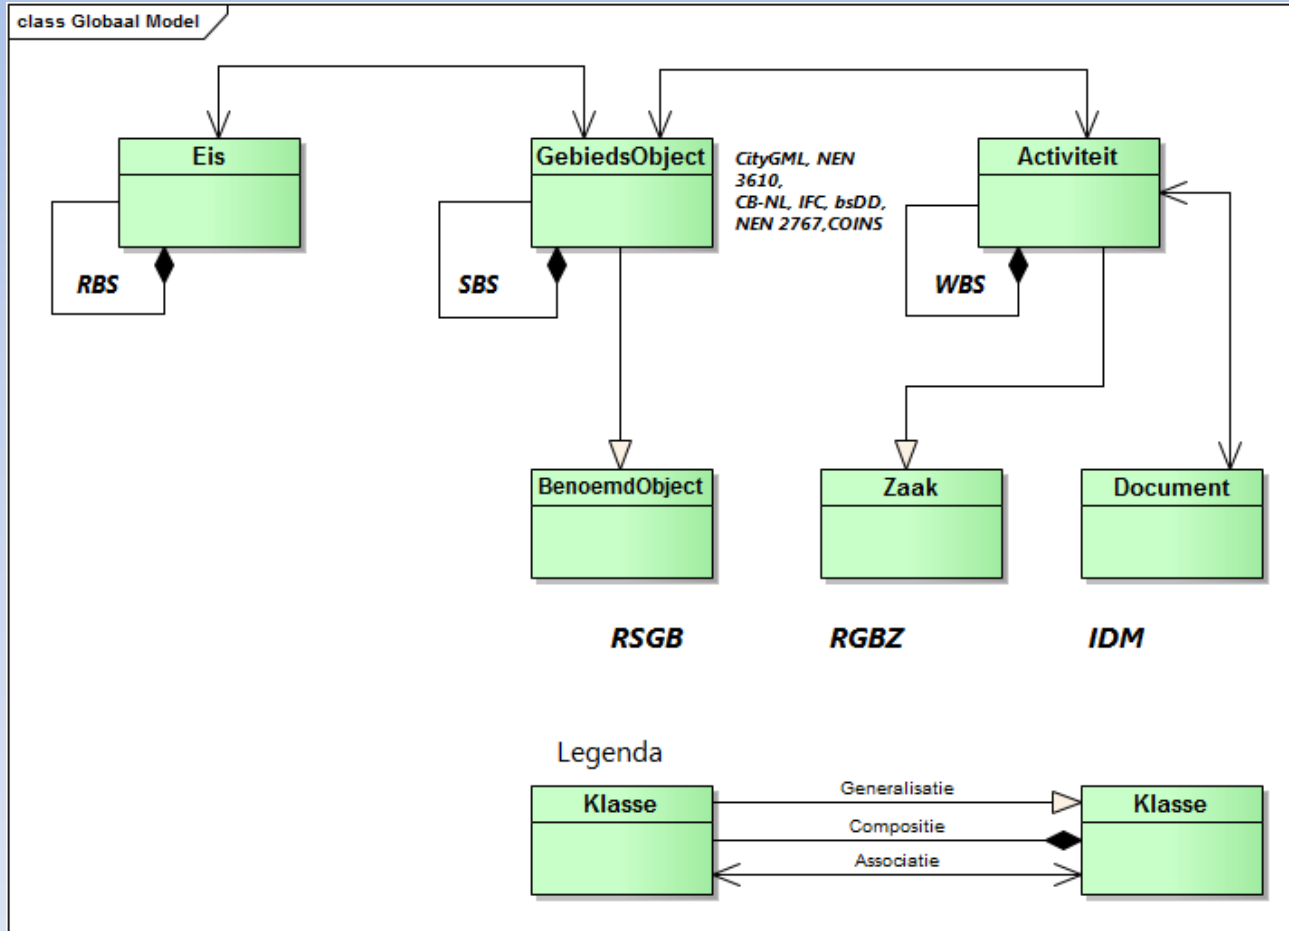 class Globaal Model
Eis
GebiedsObject
CityGML, NEN
3610,
CB-NL, IFC, bsDD,
NEN 2767,COINS
Activiteit
RBS
SBS
WBS
BenoemdObject
Zaak
Document
RSGB
RGBZ
IDM
Legenda
Klasse
Generalisatie
Compositie
Associatie
Klasse